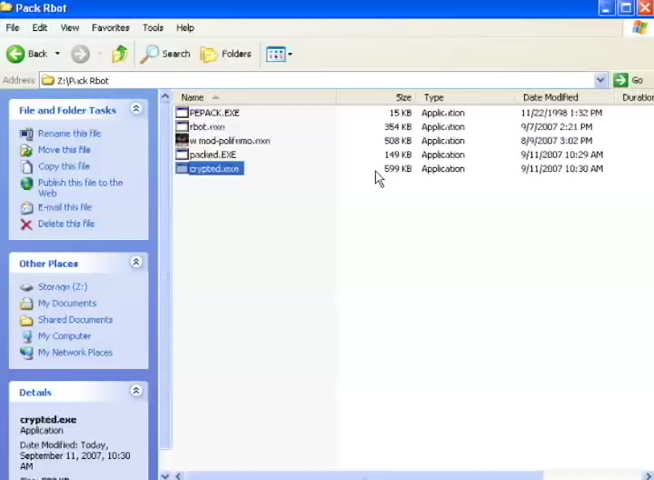 Pack Rbot
File Edit View Favorites Tools Help
Back Search Folders
Address Z:\Pack Rbot Go
Name Size Type Date Modified Duration
PEPACK.EXE 15 KB Application 11/22/1998 1:32 PM
rbot.exe 354 KB Application 9/7/2007 2:21 PM
508 KB Application 8/9/2007 3:02 PM
packed.EXE 149 KB Application 9/11/2007 10:29 AM
crypted.exe 599 KB Application 9/11/2007 10:30 AM
File and Folder Tasks
Rename this file
Move this file
Copy this file
Publish this file to the
Web
E-mail this file
Delete this file
Other Places
Storage (Z:)
My Documents
Shared Documents
My Computer
My Network Places
Details
crypted.exe
Application
Date Modified: Today,
September 11, 2007, 10:30
AM